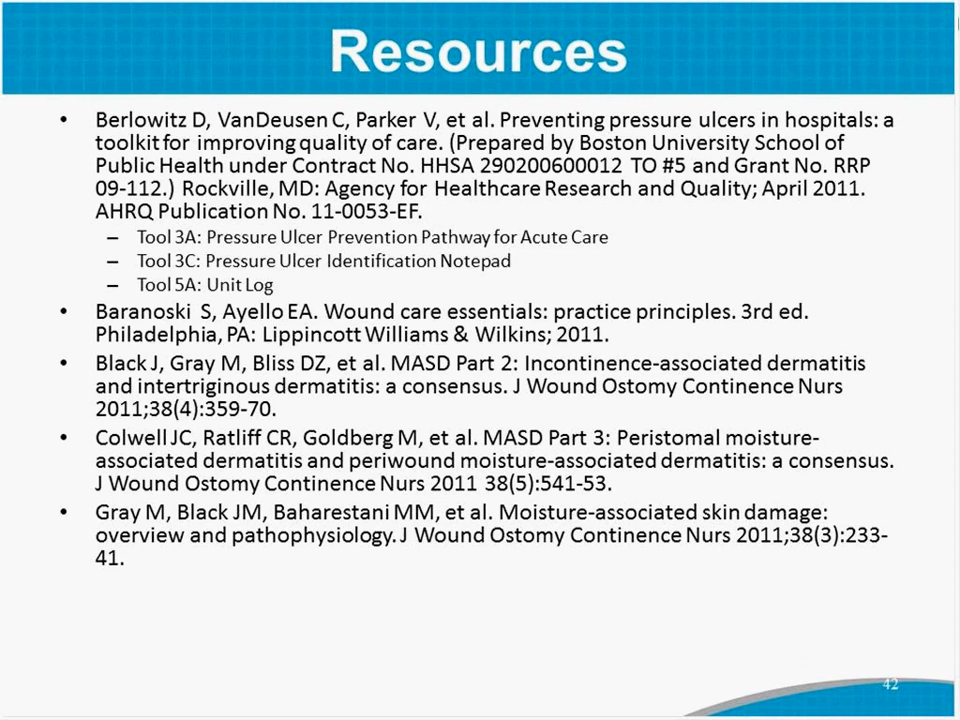 Resources
• Berlowitz D, VanDeusen C, Parker V, et al. Preventing pressure ulcers in hospitals: a
toolkit for improving quality of care. (Prepared by Boston University School of
Public Health under Contract No. HHSA 290200600012 TO #5 and Grant No. RRP
09-112.) Rockville, MD: Agency for Healthcare Research and Quality; April 2011.
AHRQ Publication No. 11-0053-EF.
– Tool 3A: Pressure Ulcer Prevention Pathway for Acute Care
– Tool 3C: Pressure Ulcer Identification Notepad
– Tool 5A: Unit Log
• Baranoski S, Ayello EA. Wound care essentials: practice principles. 3rd ed.
Philadelphia, PA: Lippincott Williams & Wilkins; 2011.
• Black J, Gray M, Bliss DZ, et al. MASD Part 2: Incontinence-associated dermatitis
and intertriginous dermatitis: a consensus. J Wound Ostomy Continence Nurs
2011;38(4):359-70.
• Colwell JC, Ratliff CR, Goldberg M, et al. MASD Part 3: Peristomal moisture-
associated dermatitis and periwound moisture-associated dermatitis: a consensus.
J Wound Ostomy Continence Nurs 2011 38(5):541-53.
• Gray M, Black JM, Baharestani MM, et al. Moisture-associated skin damage:
overview and pathophysiology. J Wound Ostomy Continence Nurs 2011;38(3):233-
41.
42